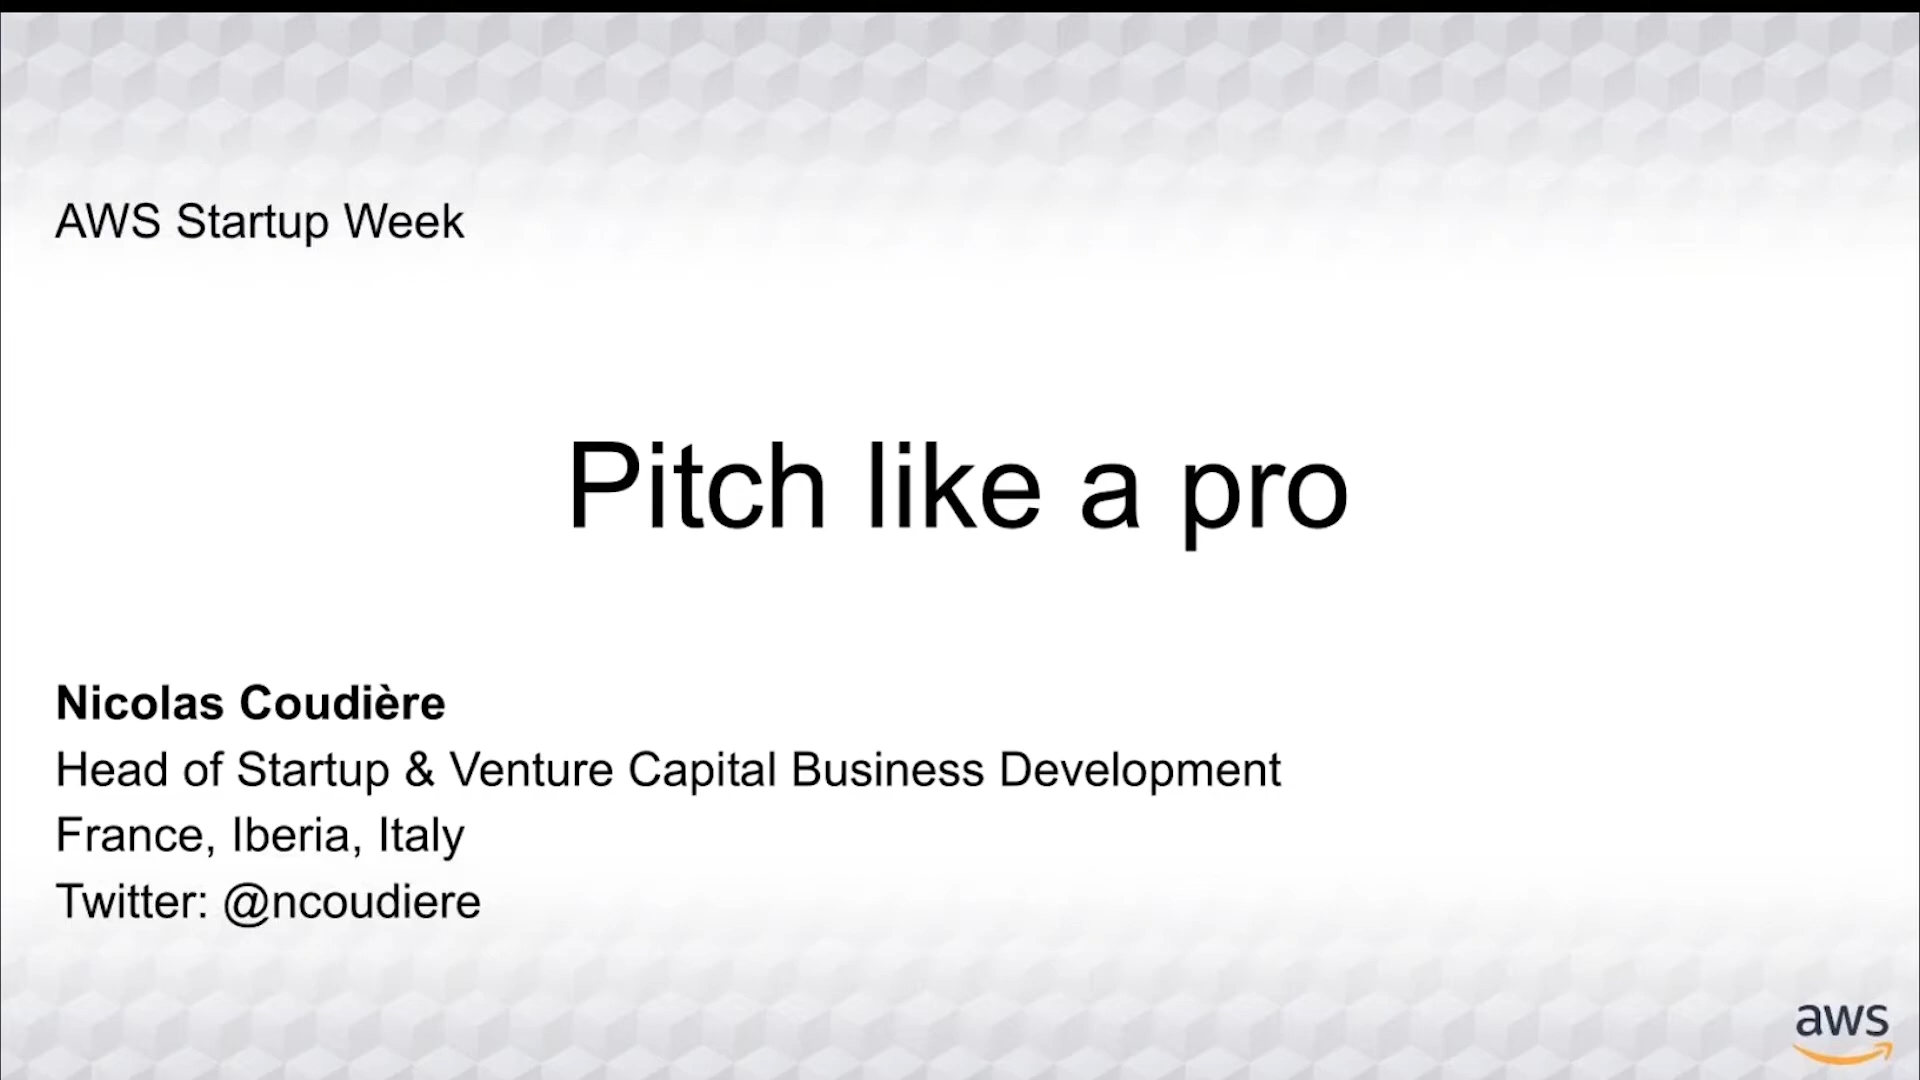 AWS Startup Week
Pitch like a pro
Nicolas Coudière
Head of Startup & Venture Capital Business Development
France, Iberia, Italy
Twitter: @ncoudiere
aws